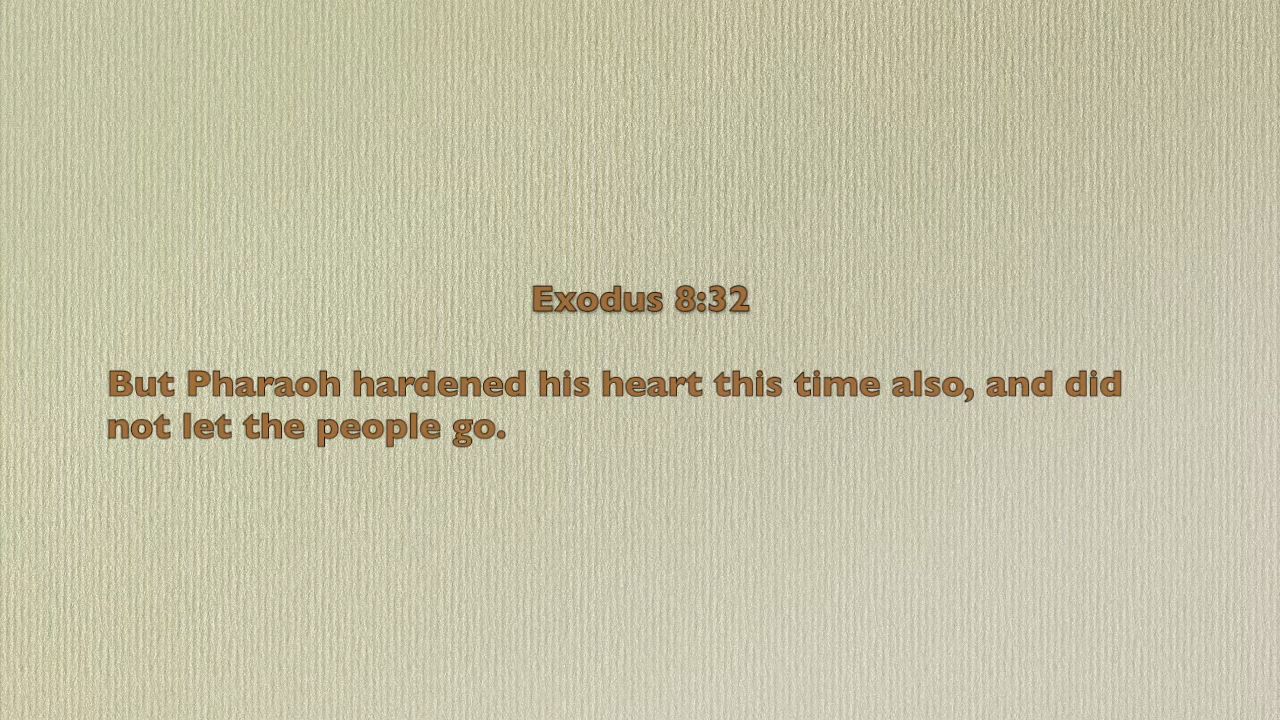 Exodus 8:32
But Pharaoh hardened his heart this time also, and did
not let the people go.